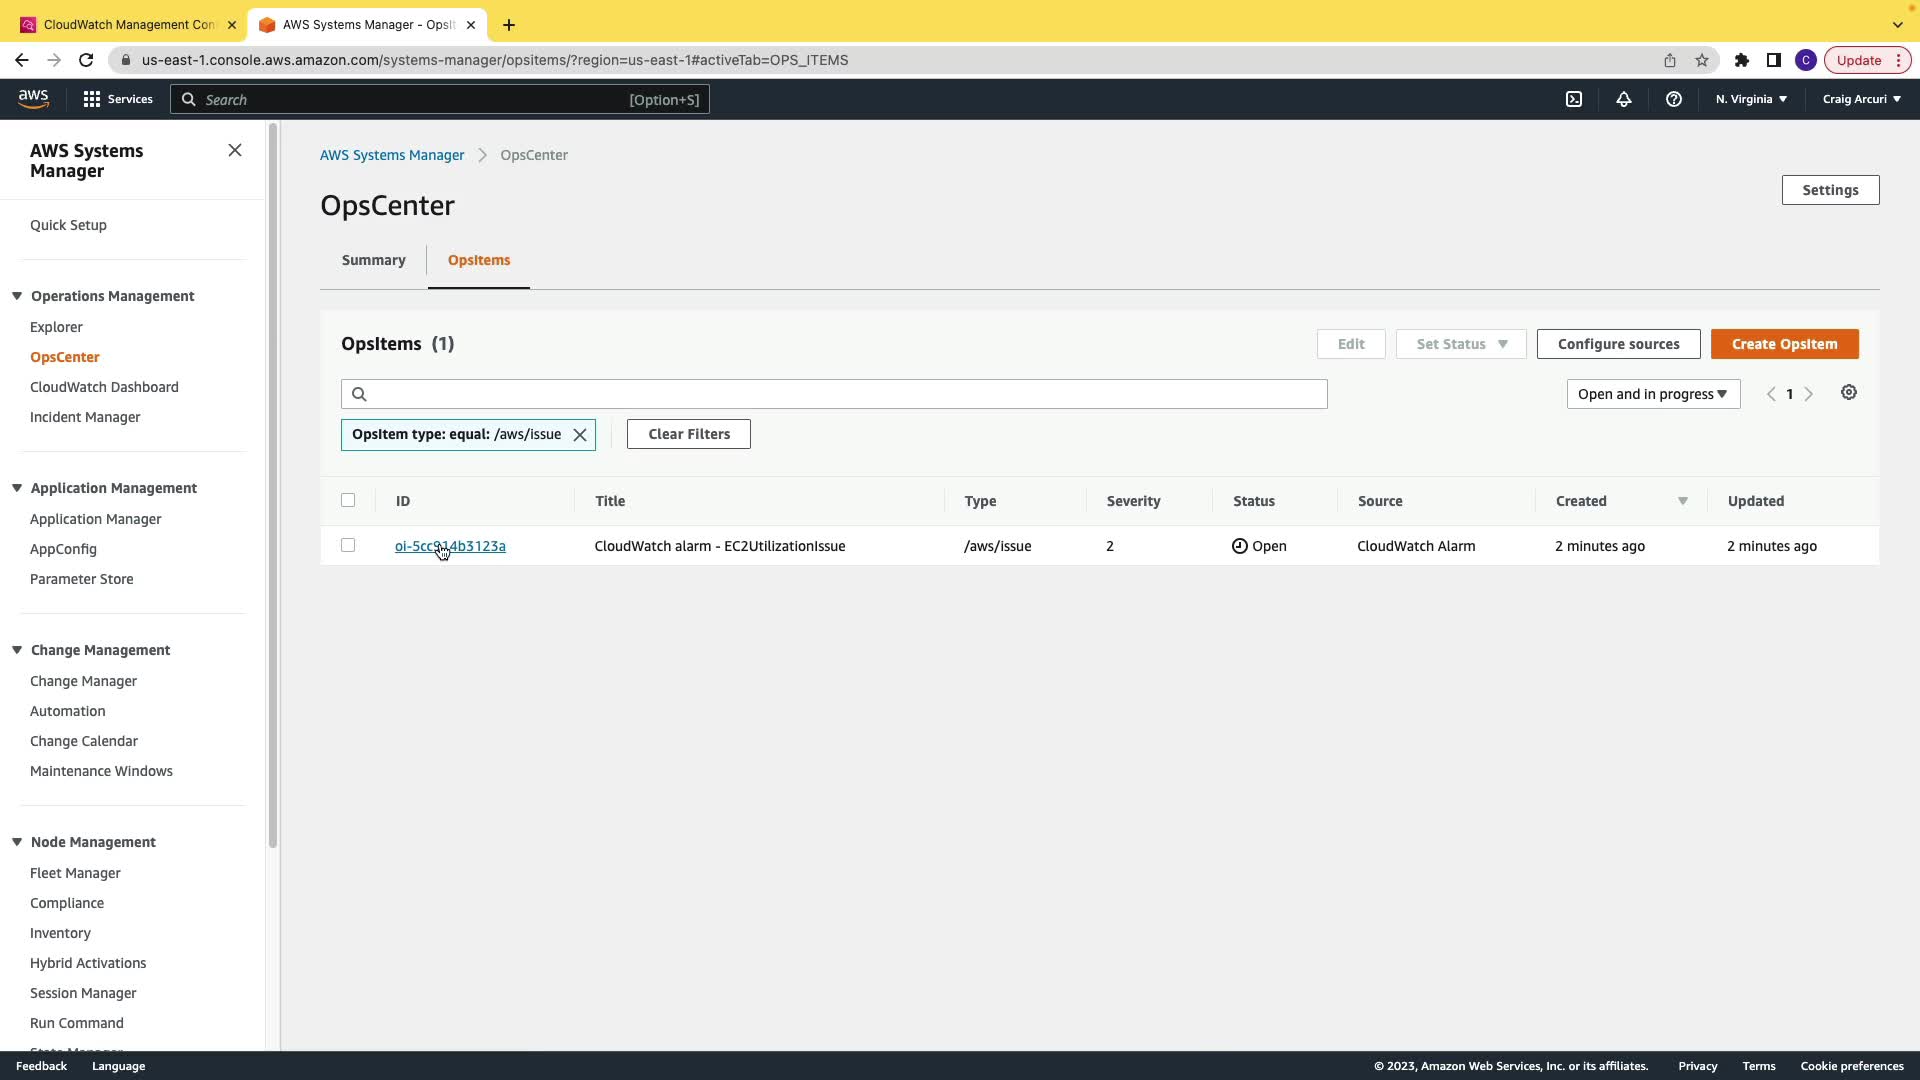 CloudWatch Management Con
AWS Systems Manager - OpsIt
us-east-1.console.aws.amazon.com/systems-manager/opsitems/?region=us-east-1#activeTab=OPS_ITEMS
C
Update
aws
Services
Search
[Option+S]
N. Virginia
Craig Arcuri
AWS Systems
Manager
Quick Setup
Operations Management
Explorer
OpsCenter
CloudWatch Dashboard
Incident Manager
Application Management
Application Manager
AppConfig
Parameter Store
Change Management
Change Manager
Automation
Change Calendar
Maintenance Windows
Node Management
Fleet Manager
Compliance
Inventory
Hybrid Activations
Session Manager
Run Command
State Manager
AWS Systems Manager > OpsCenter
OpsCenter
Settings
Summary
OpsItems
OpsItems (1)
Edit
Set Status
Configure sources
Create OpsItem
Open and in progress
1
OpsItem type: equal: /aws/issue
Clear Filters
ID Title Type Severity Status Source Created Updated
oi-5cc914b3123a CloudWatch alarm - EC2UtilizationIssue /aws/issue 2 Open CloudWatch Alarm 2 minutes ago 2 minutes ago
Feedback Language © 2023, Amazon Web Services, Inc. or its affiliates. Privacy Terms Cookie preferences